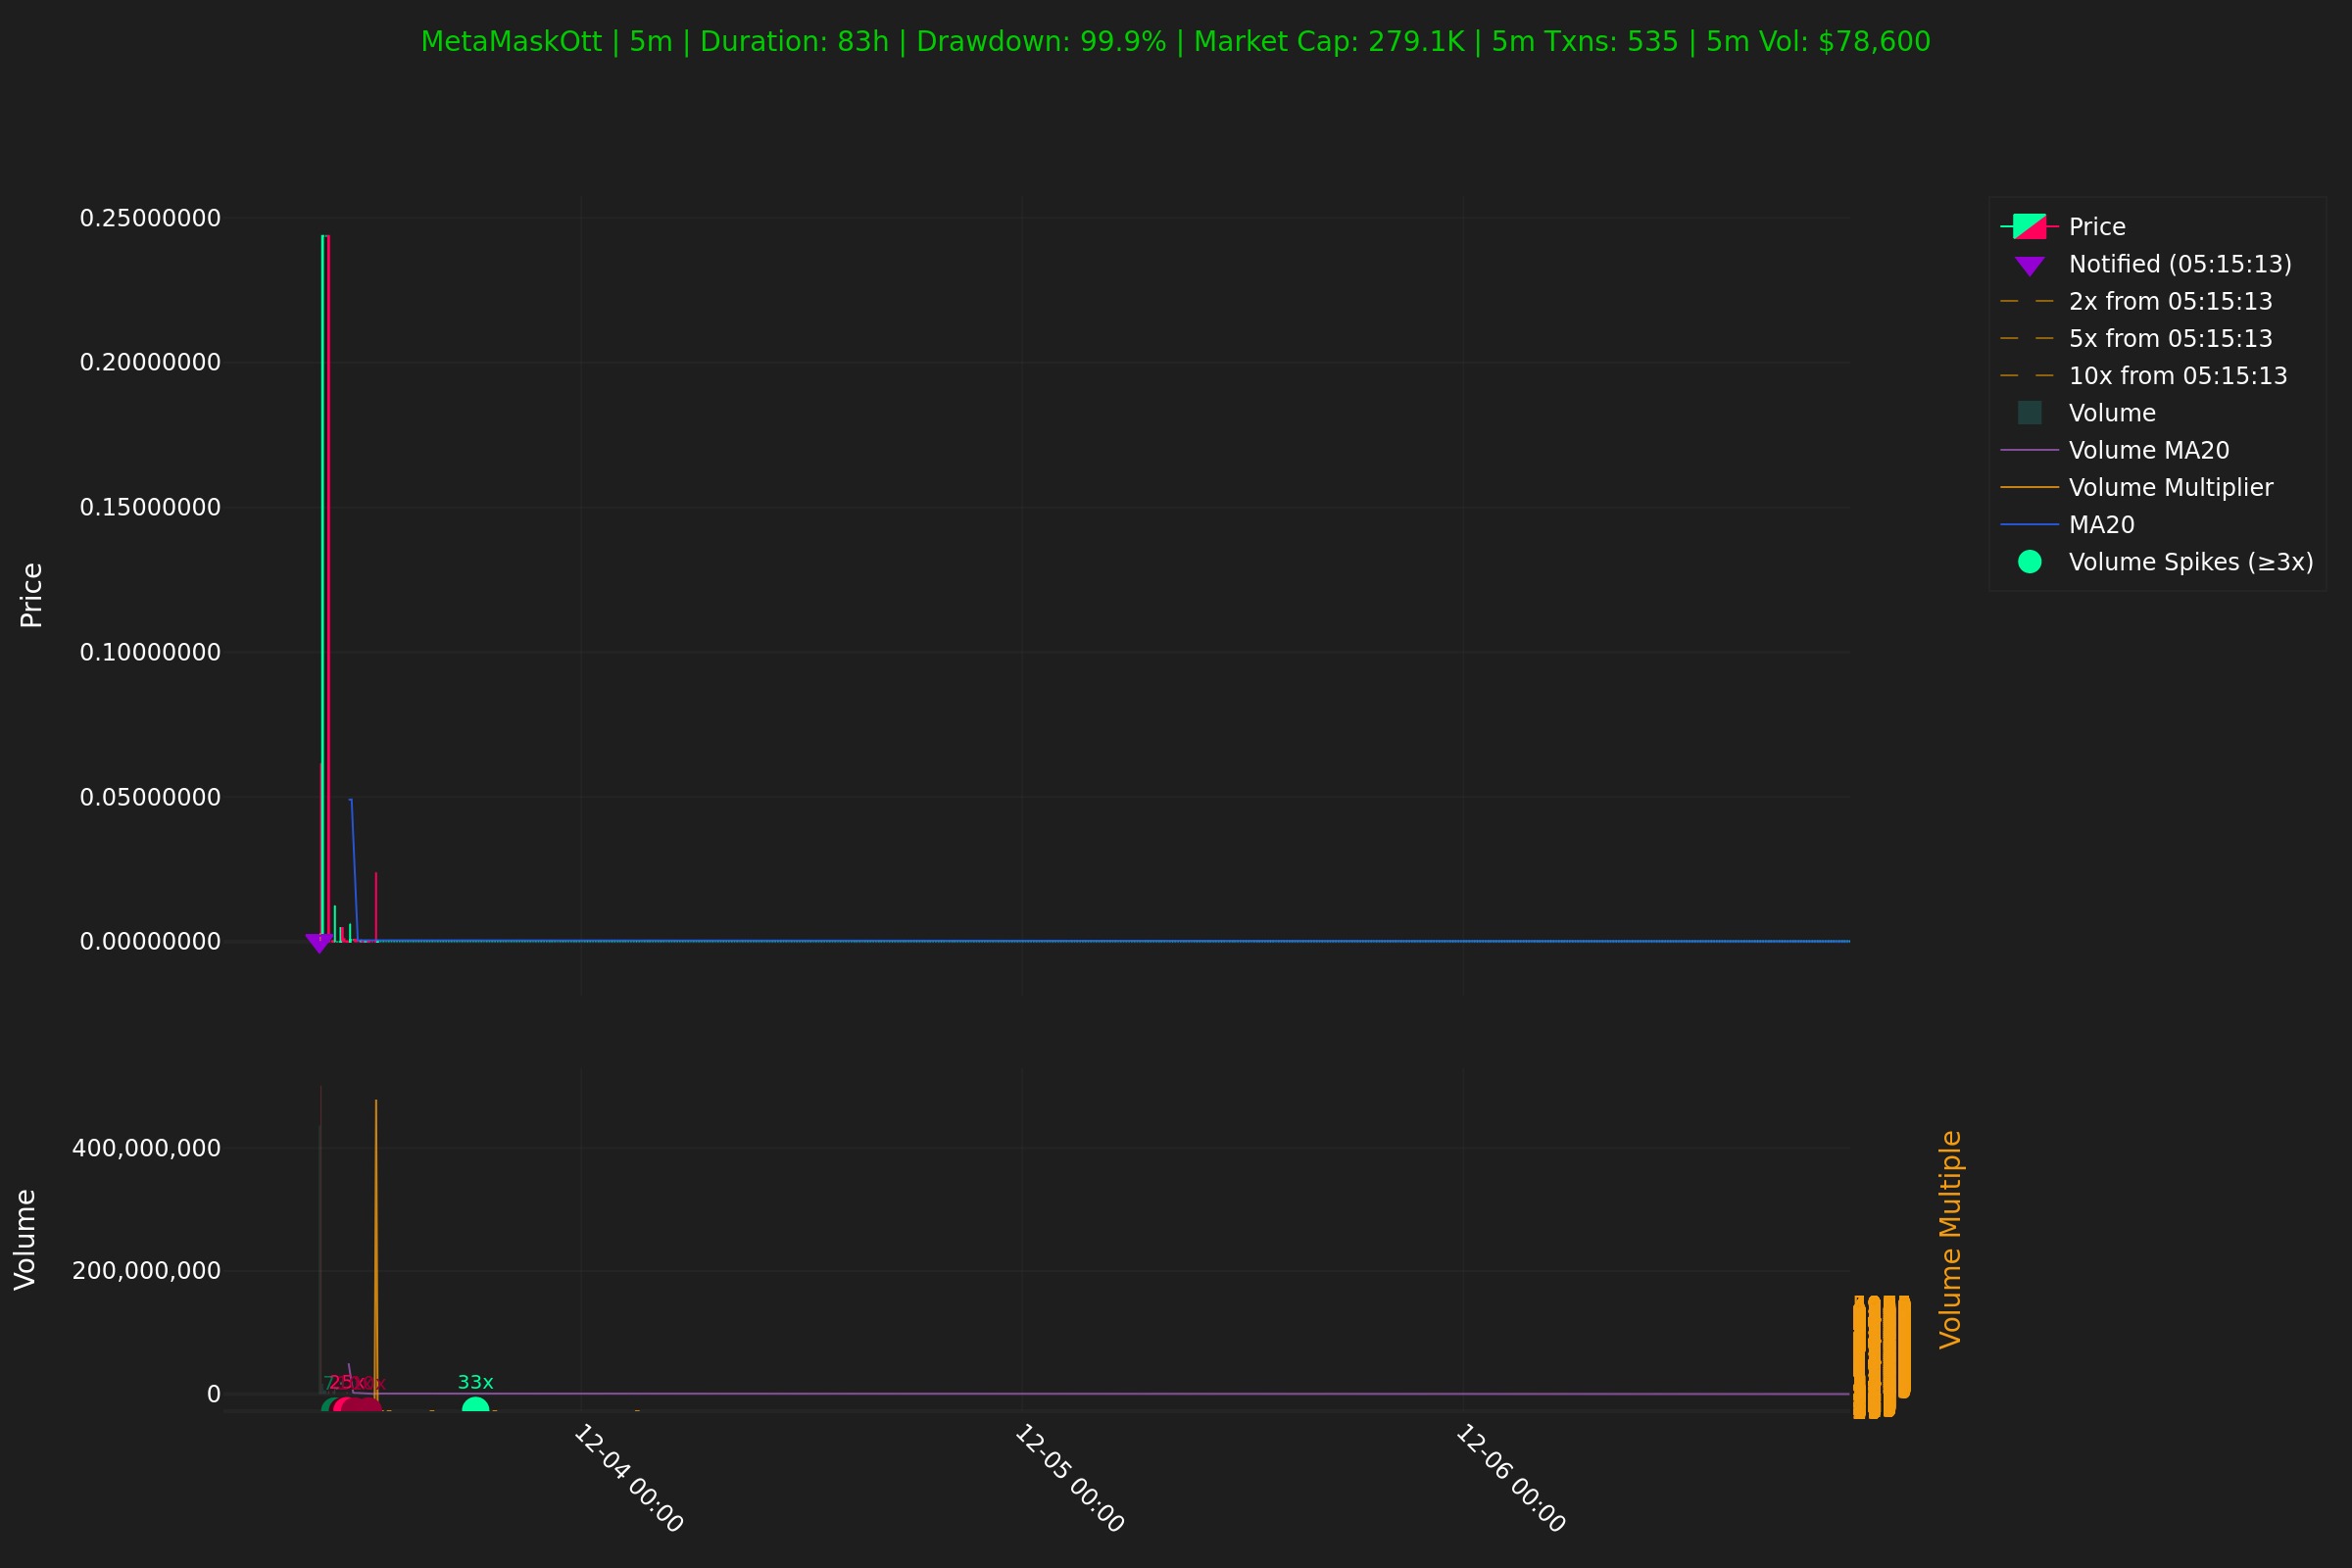 MetaMaskOtt | 5m | Duration: 83h | Drawdown: 99.9% | Market Cap: 279.1K | 5m Txns: 535 | 5m Vol: $78,600
0.25000000
0.20000000
0.15000000
0.10000000
0.05000000
0.00000000
Price
Price
Notified (05:15:13)
2x from 05:15:13
5x from 05:15:13
10x from 05:15:13
Volume
Volume MA20
Volume Multiplier
MA20
Volume Spikes (≥3x)
400,000,000
200,000,000
0
Volume
25x
33x
Volume Multiple
12-04 00:00
12-05 00:00
12-06 00:00